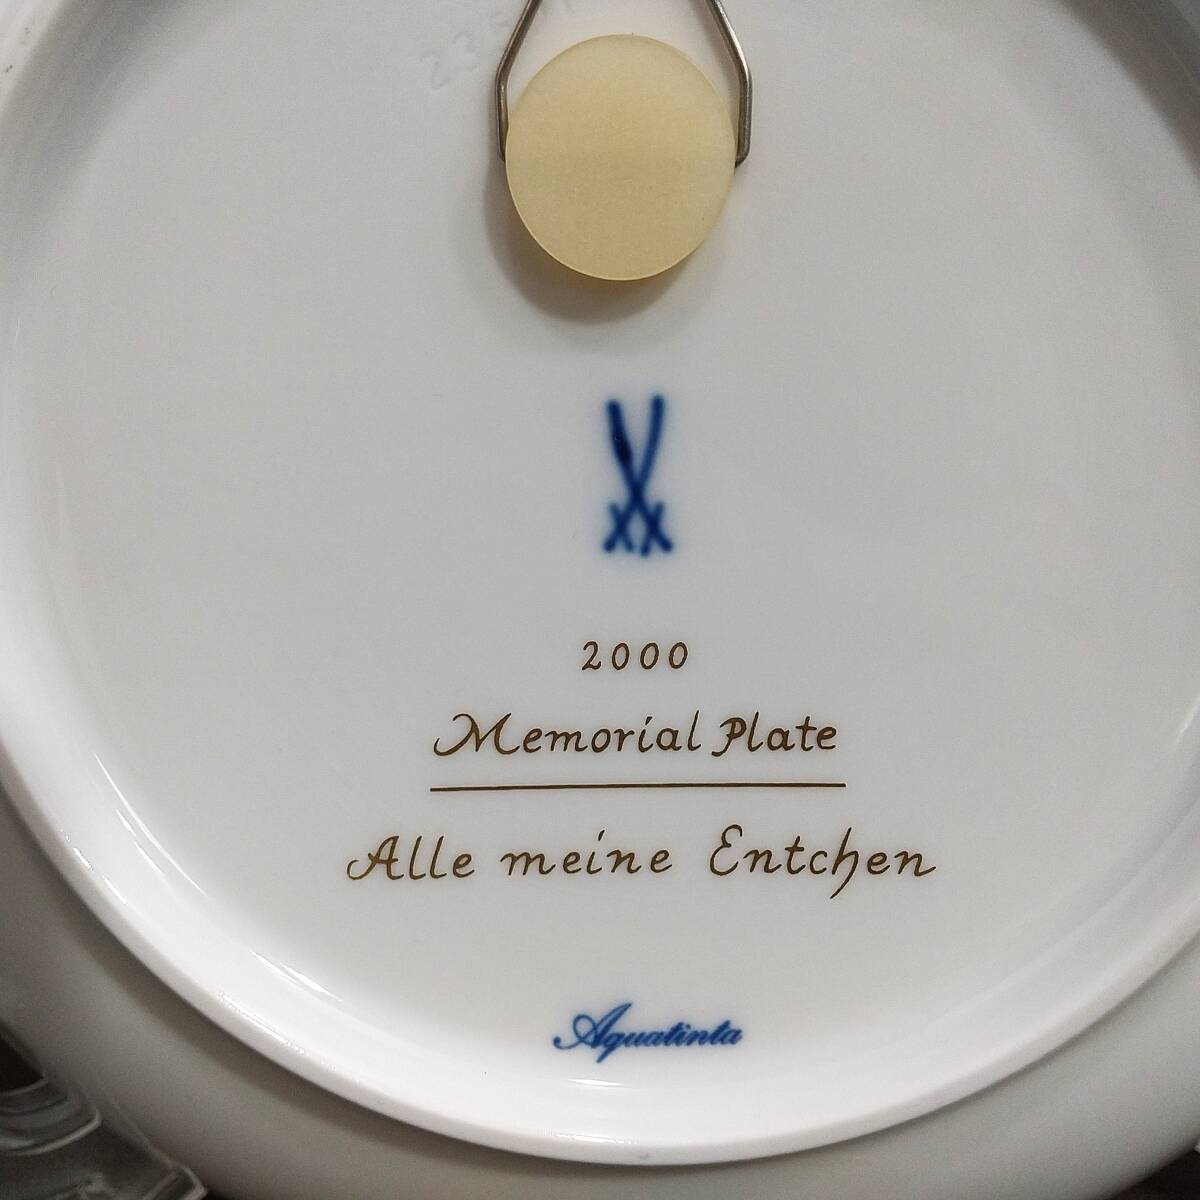 2000
Memorial Plate
Alle meine Entchen
Aquatinta